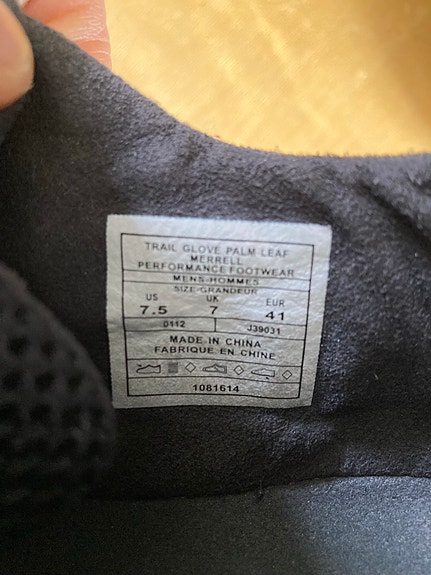 TRAIL GLOVE PALM LEAF
MERRELL
PERFORMANCE FOOTWEAR
MENS-HOMMES
SIZE-GRANDEUR
US UK EUR
7.5 7 41
0112 J39031
MADE IN CHINA
FABRIQUE EN CHINE
1081614